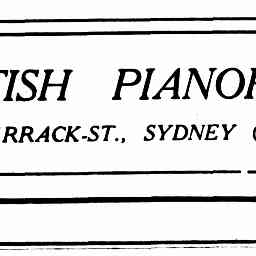 TISH PIANOF
RRACK-ST., SYDNEY (